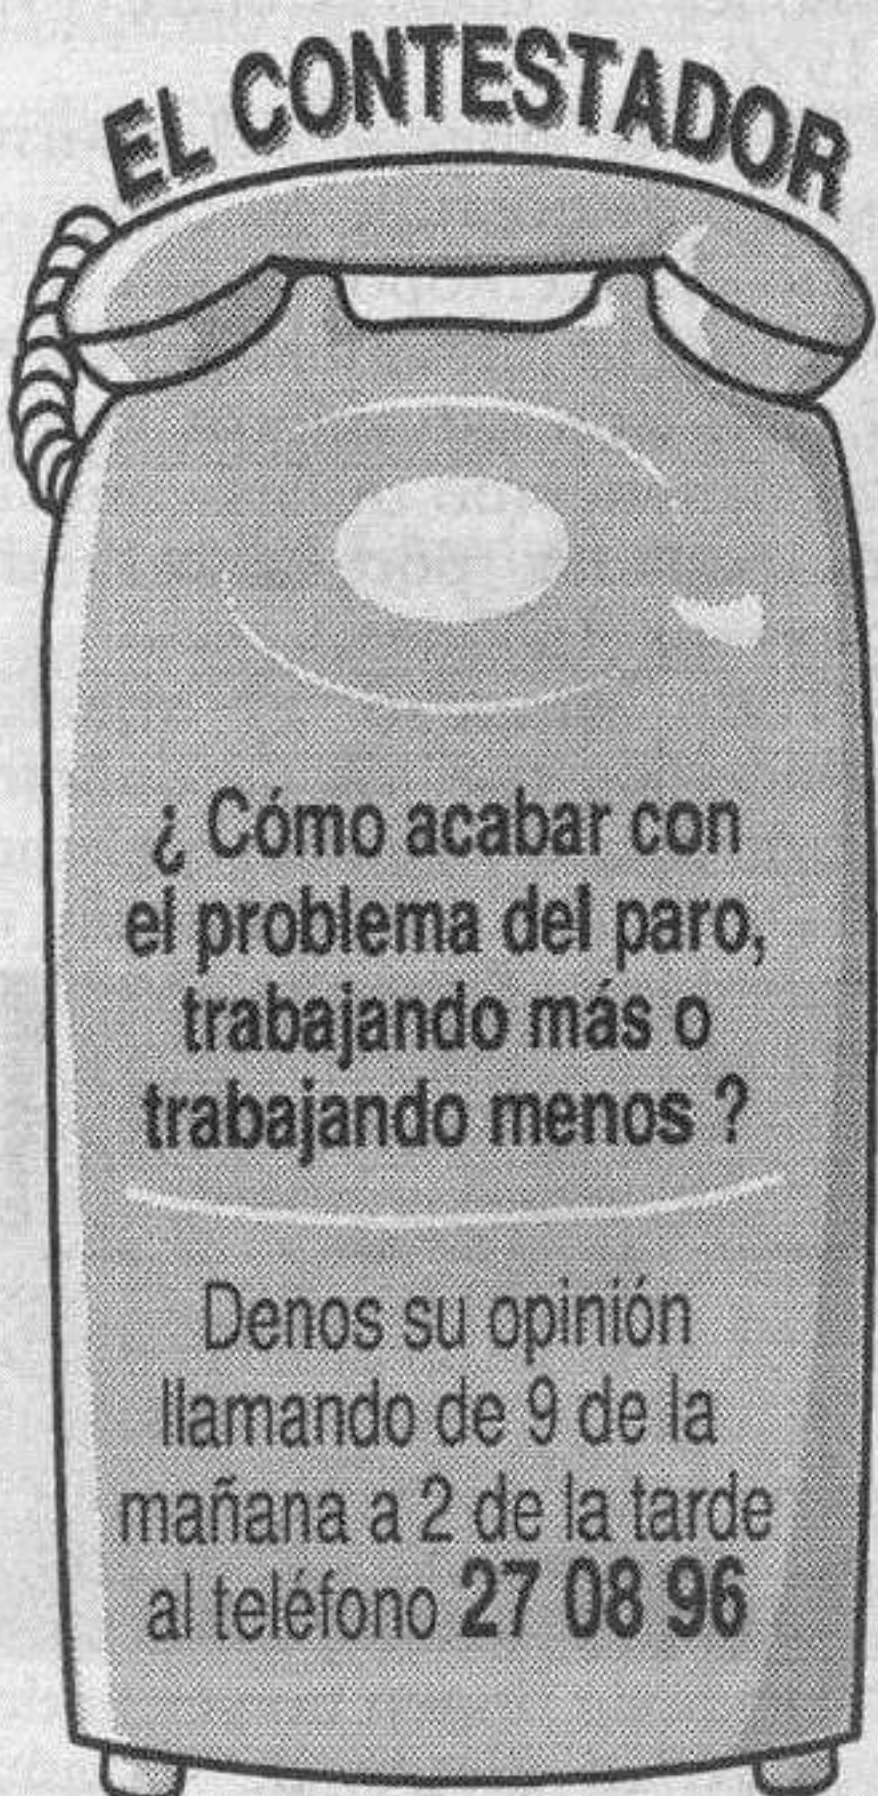 EL CONTESTADOR
¿ Cómo acabar con
el problema del paro,
trabajando más o
trabajando menos ?
Denos su opinión
llamando de 9 de la
mañana a 2 de la tarde
al teléfono 27 08 96